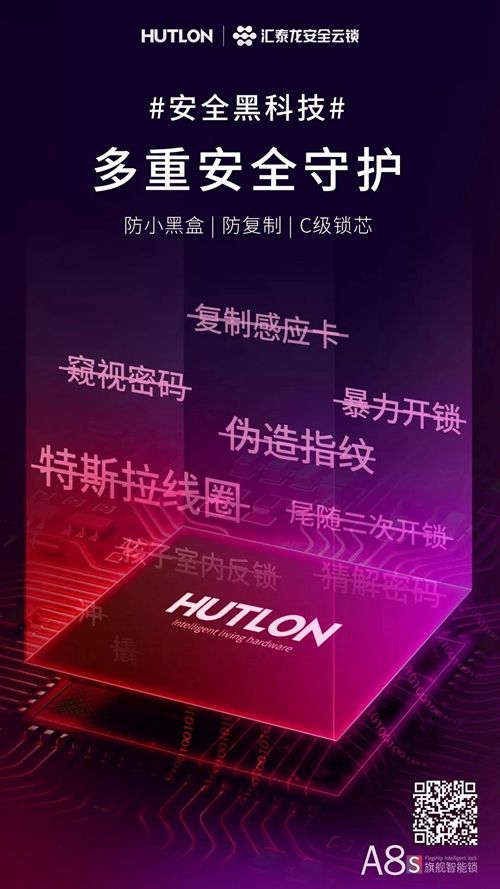 HUTLON | 汇泰龙安全云锁
#安全黑科技#
多重安全守护
防小黑盒 | 防复制 | C级锁芯
复制感应卡
窥视密码
暴力开锁
伪造指纹
特斯拉线圈
尾随二次开锁
孩子室内反锁
猜解密码
冲
撬
HUTLON
intelligent living hardware
A8s
Flagship Intelligent lock
旗舰智能锁